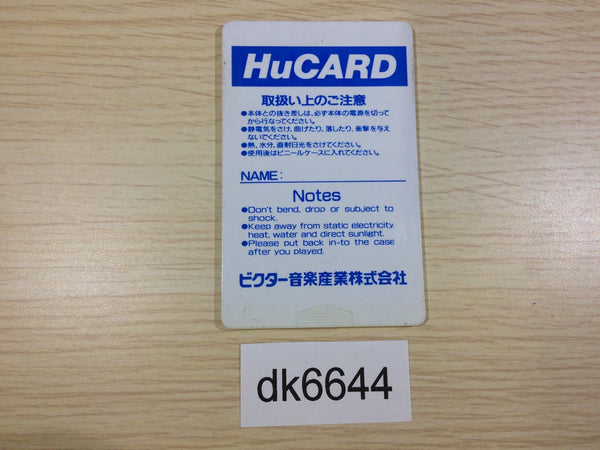 HuCARD
取扱い上のご注意
●本体との抜き差しは、必ず本体の電源を切って
から行なってください。
●静電気をさけ、曲げたり、落したり、衝撃を与え
ないでください。
●熱、水分、直射日光をさけてください。
●使用後はビニールケースに入れてください。
NAME:
Notes
●Don't bend, drop or subject to
shock.
●Keep away from static electricity,
heat, water and direct sunlight.
●Please put back in-to the case
after you played.
ビクター音楽産業株式会社
dk6644